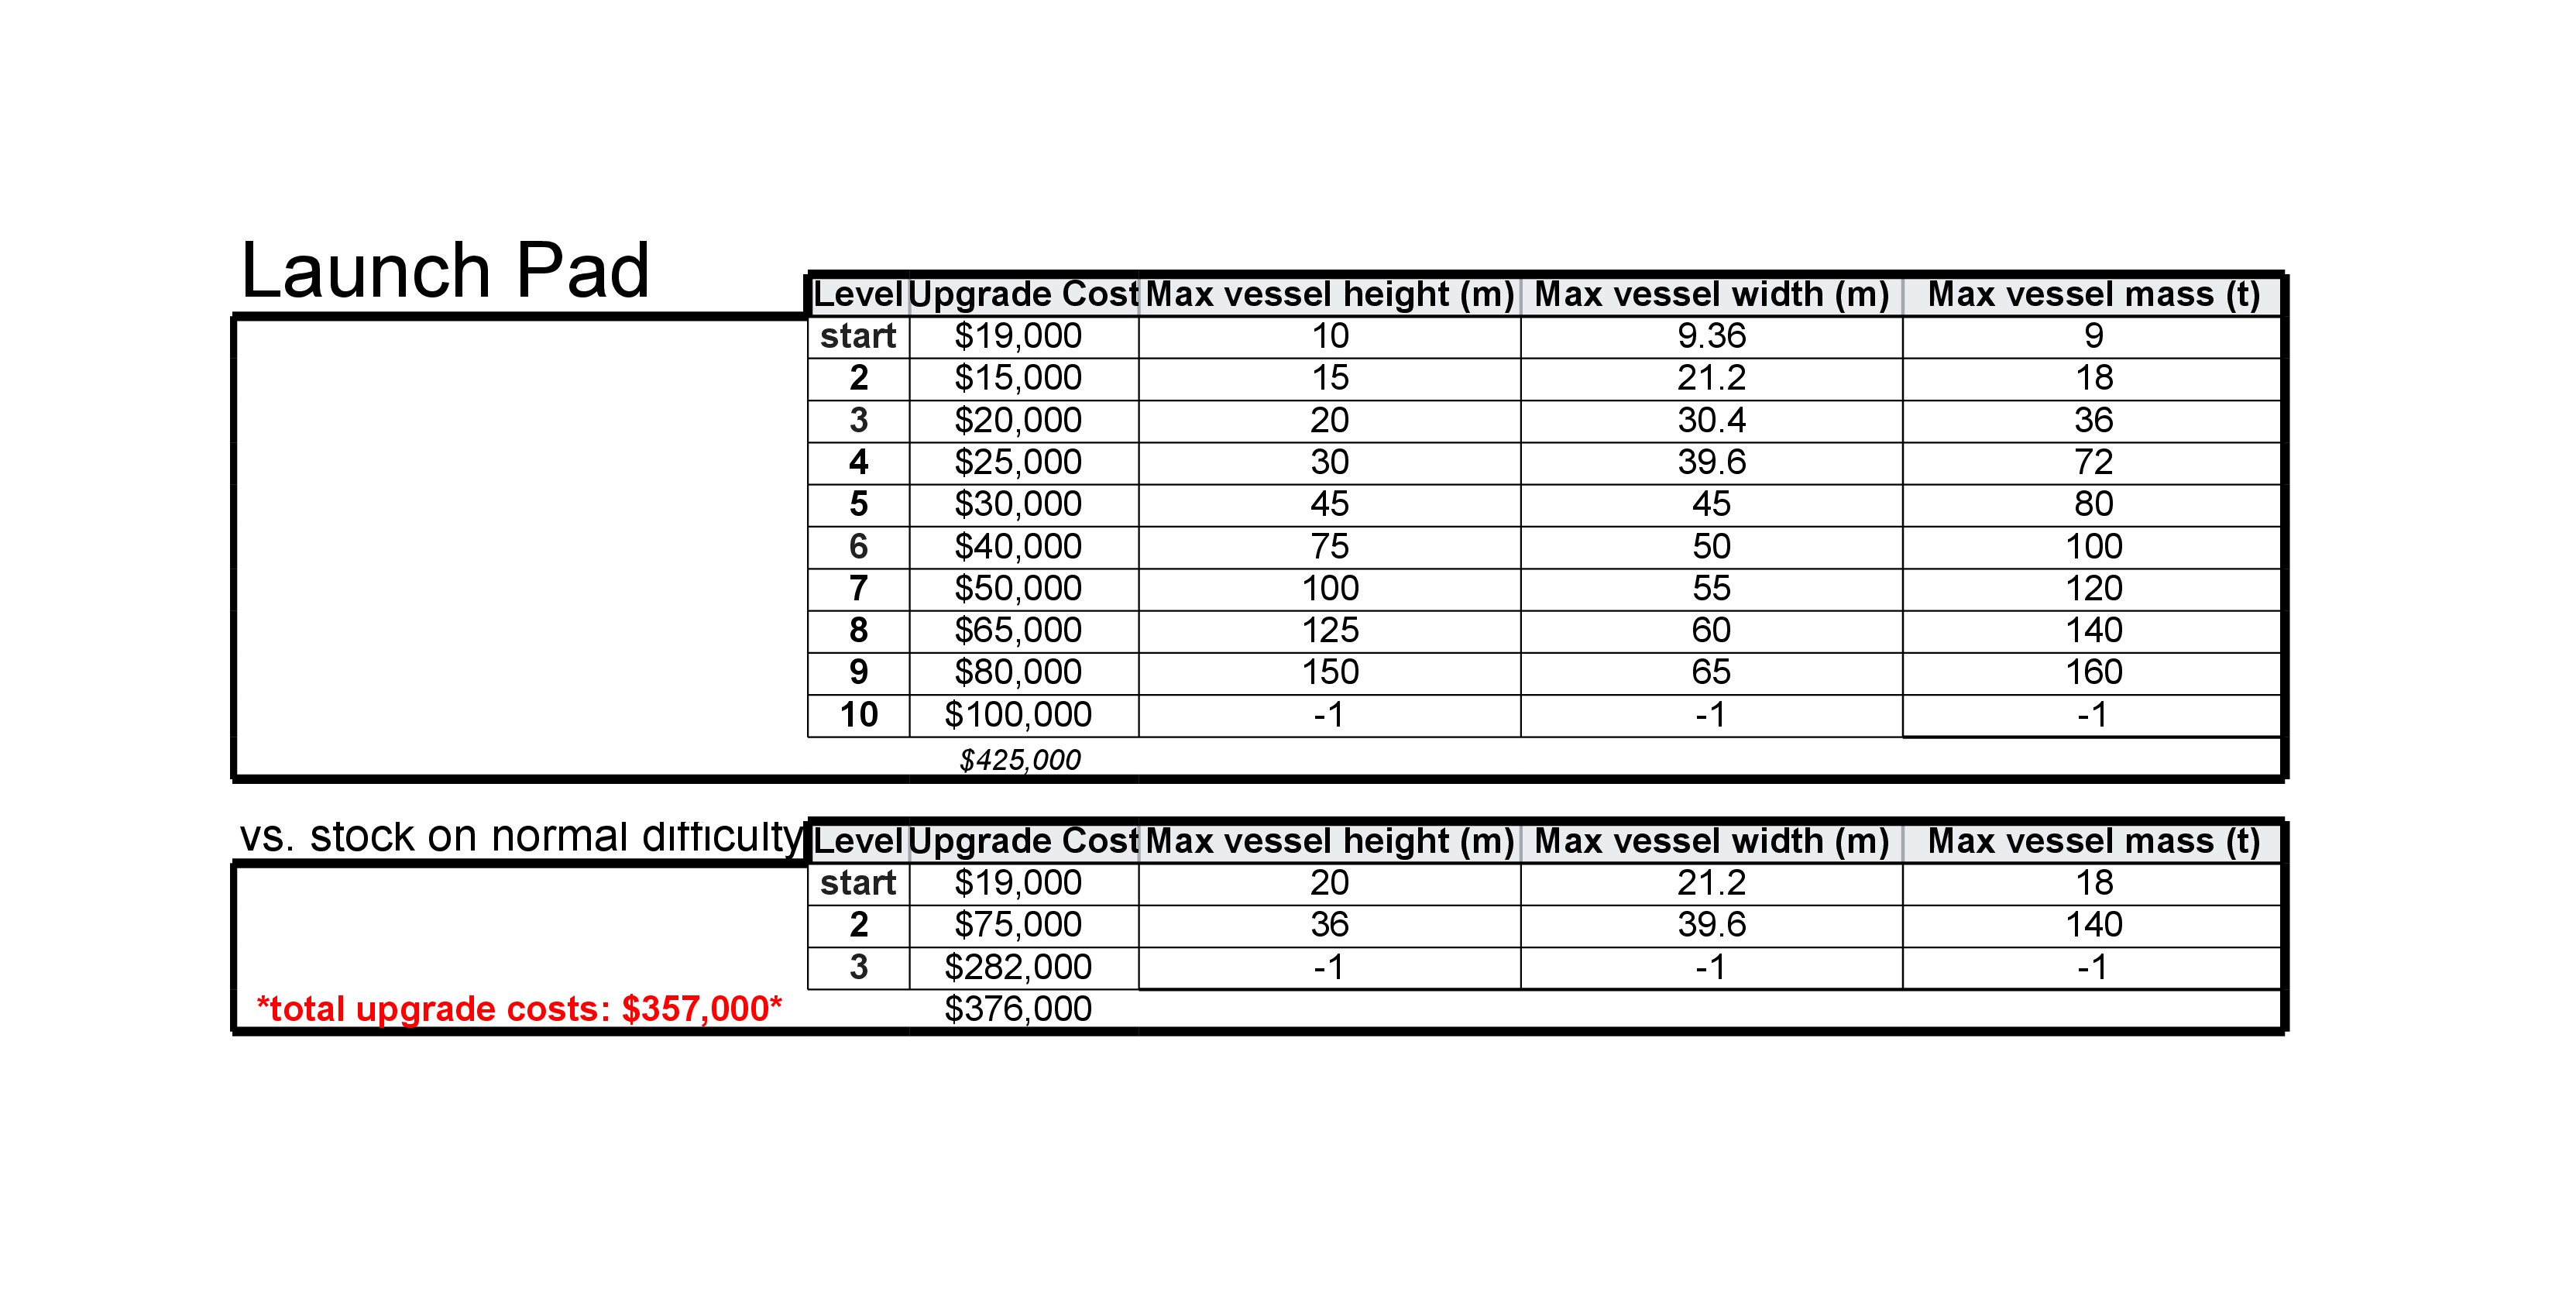 Launch Pad
Level Upgrade Cost Max vessel height (m) Max vessel width (m) Max vessel mass (t)
start $19,000 10 9.36 9
2 $15,000 15 21.2 18
3 $20,000 20 30.4 36
4 $25,000 30 39.6 72
5 $30,000 45 45 80
6 $40,000 75 50 100
7 $50,000 100 55 120
8 $65,000 125 60 140
9 $80,000 150 65 160
10 $100,000 -1 -1 -1
$425,000
vs. stock on normal difficulty Level Upgrade Cost Max vessel height (m) Max vessel width (m) Max vessel mass (t)
start $19,000 20 21.2 18
2 $75,000 36 39.6 140
3 $282,000 -1 -1 -1
*total upgrade costs: $357,000* $376,000